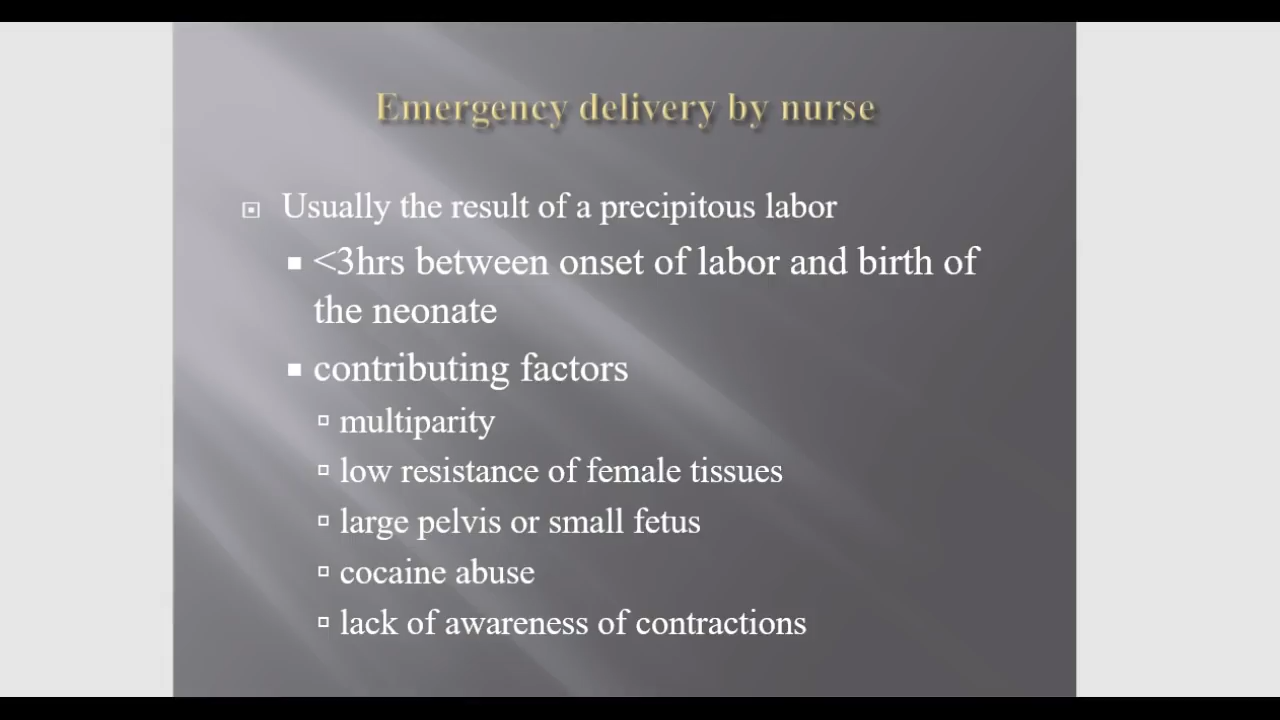 Emergency delivery by nurse
Usually the result of a precipitous labor
<3hrs between onset of labor and birth of
the neonate
contributing factors
multiparity
low resistance of female tissues
large pelvis or small fetus
cocaine abuse
lack of awareness of contractions